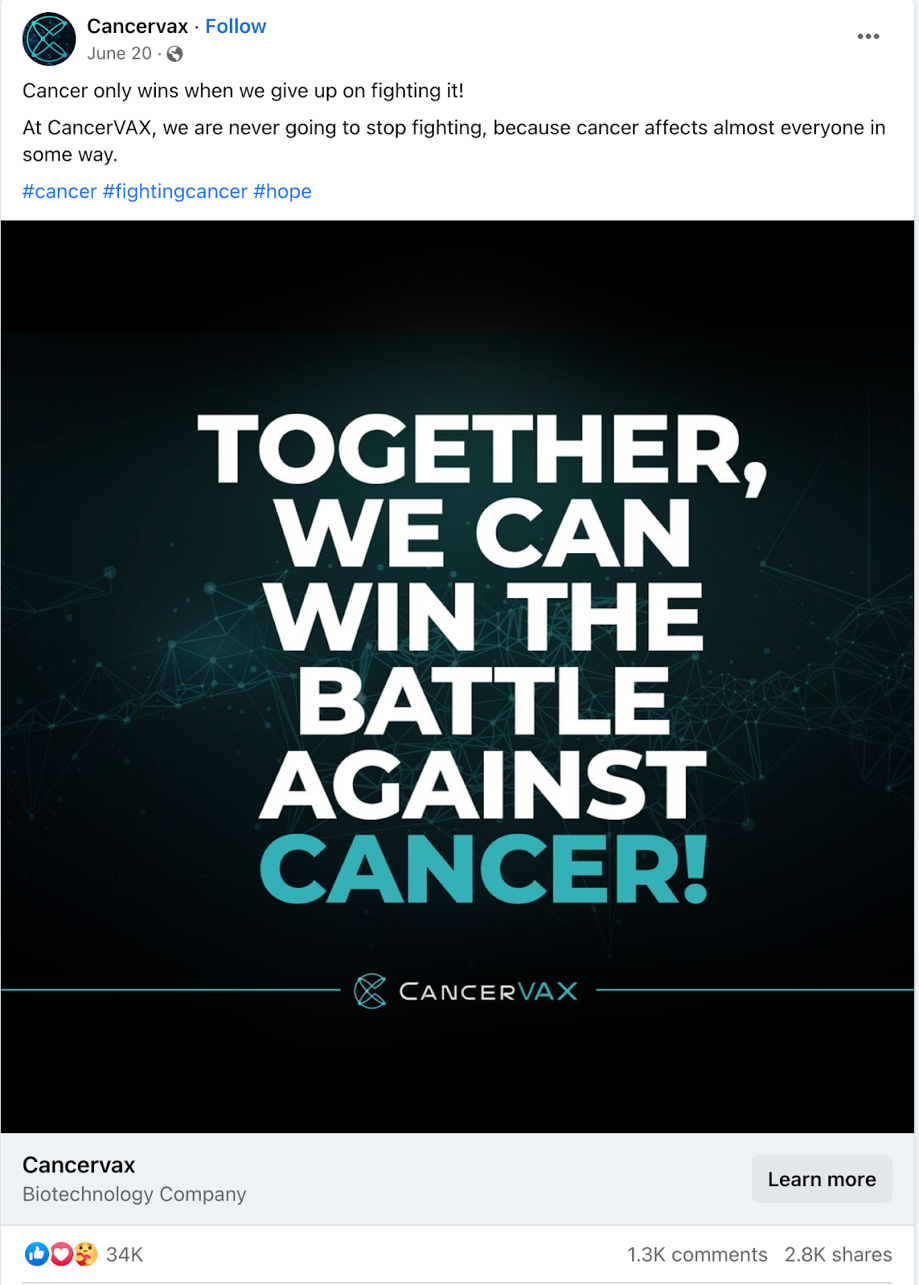 Cancervax · Follow
June 20 ·
Cancer only wins when we give up on fighting it!
At CancerVAX, we are never going to stop fighting, because cancer affects almost everyone in
some way.
#cancer #fightingcancer #hope
TOGETHER,
WE CAN
WIN THE
BATTLE
AGAINST
CANCER!
CANCERVAX
Cancervax
Biotechnology Company
Learn more
34K
1.3K comments 2.8K shares